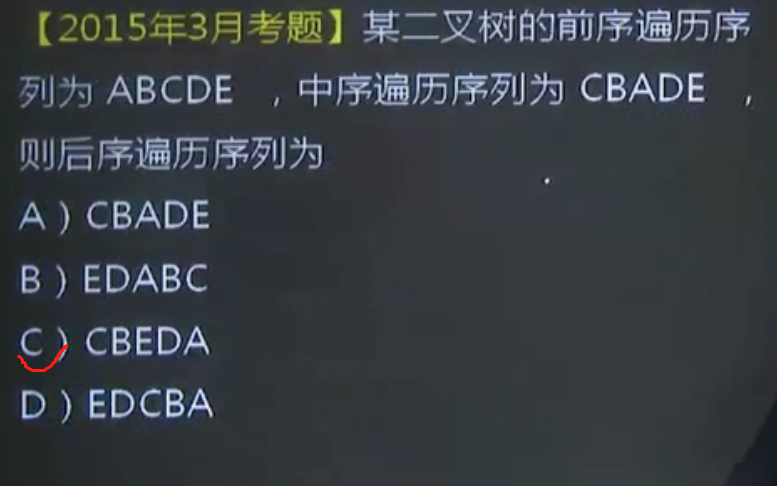 【2015年3月考题】某二叉树的前序遍历序
列为 ABCDE ,中序遍历序列为 CBADE ,
则后序遍历序列为
A ) CBADE
B ) EDABC
C ) CBEDA
D ) EDCBA